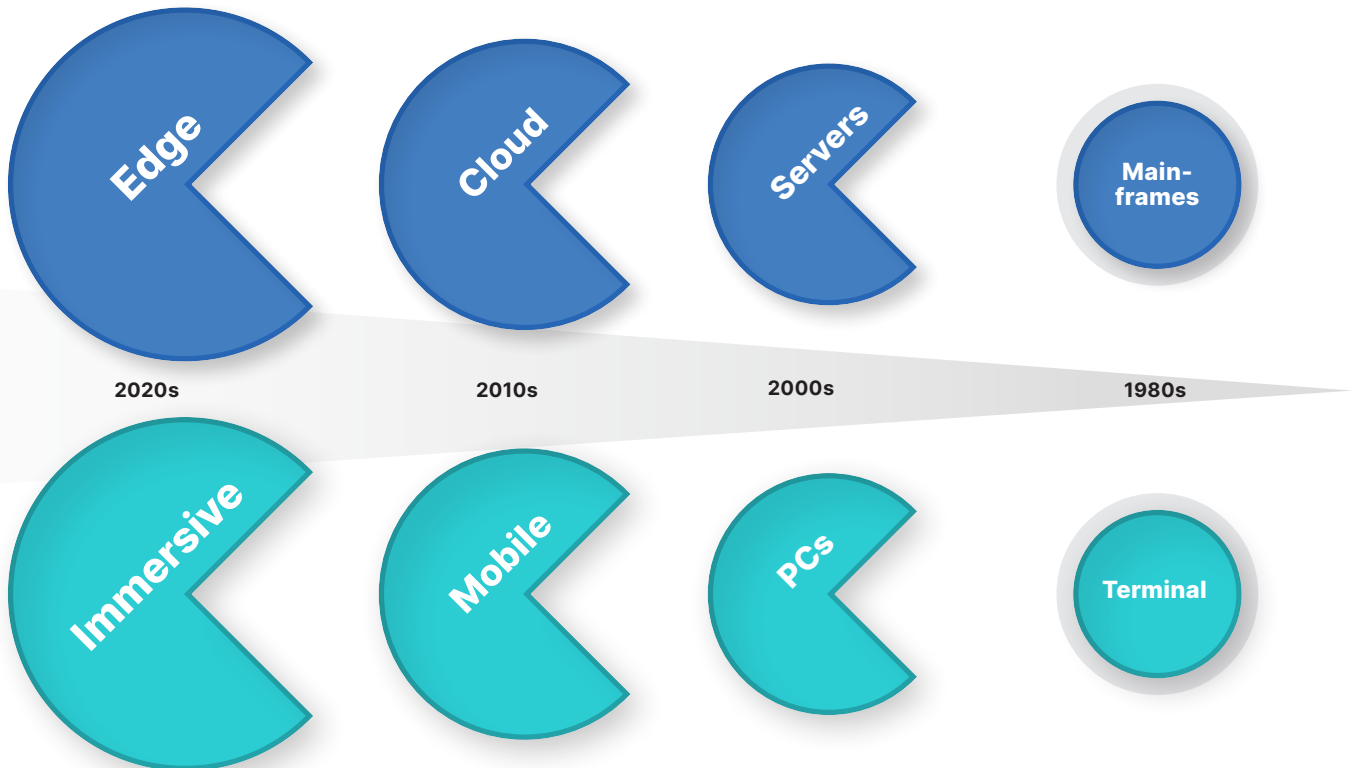 Edge
Cloud
Servers
Main-
frames
2020s
2010s
2000s
1980s
Immersive
Mobile
PCs
Terminal